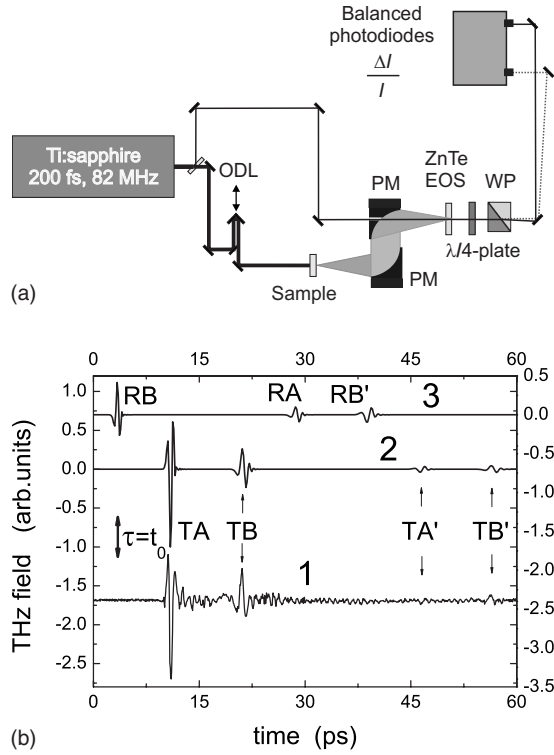 Balanced
photodiodes
ΔI
I
Ti:sapphire
200 fs, 82 MHz
ODL
PM
ZnTe
EOS
WP
λ/4-plate
Sample
PM
(a)
0 15 30 45 60
1.0
0.5
0.0
-0.5
-1.0
-1.5
-2.0
-2.5
THz field (arb.units)
0.5
0.0
-0.5
-1.0
-1.5
-2.0
-2.5
-3.0
-3.5
RB RA RB' 3
2
τ=t0 TA TB TA' TB'
1
0 15 30 45 60
time (ps)
(b)